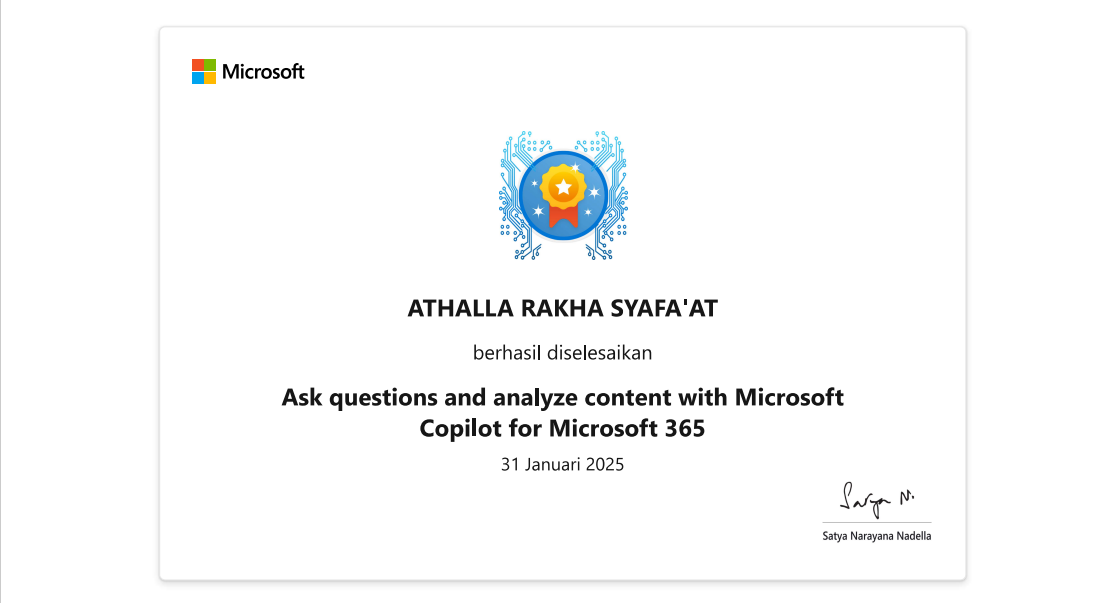 Microsoft
ATHALLA RAKHA SYAFA'AT
berhasil diselesaikan
Ask questions and analyze content with Microsoft
Copilot for Microsoft 365
31 Januari 2025
Satya N.
Satya Narayana Nadella